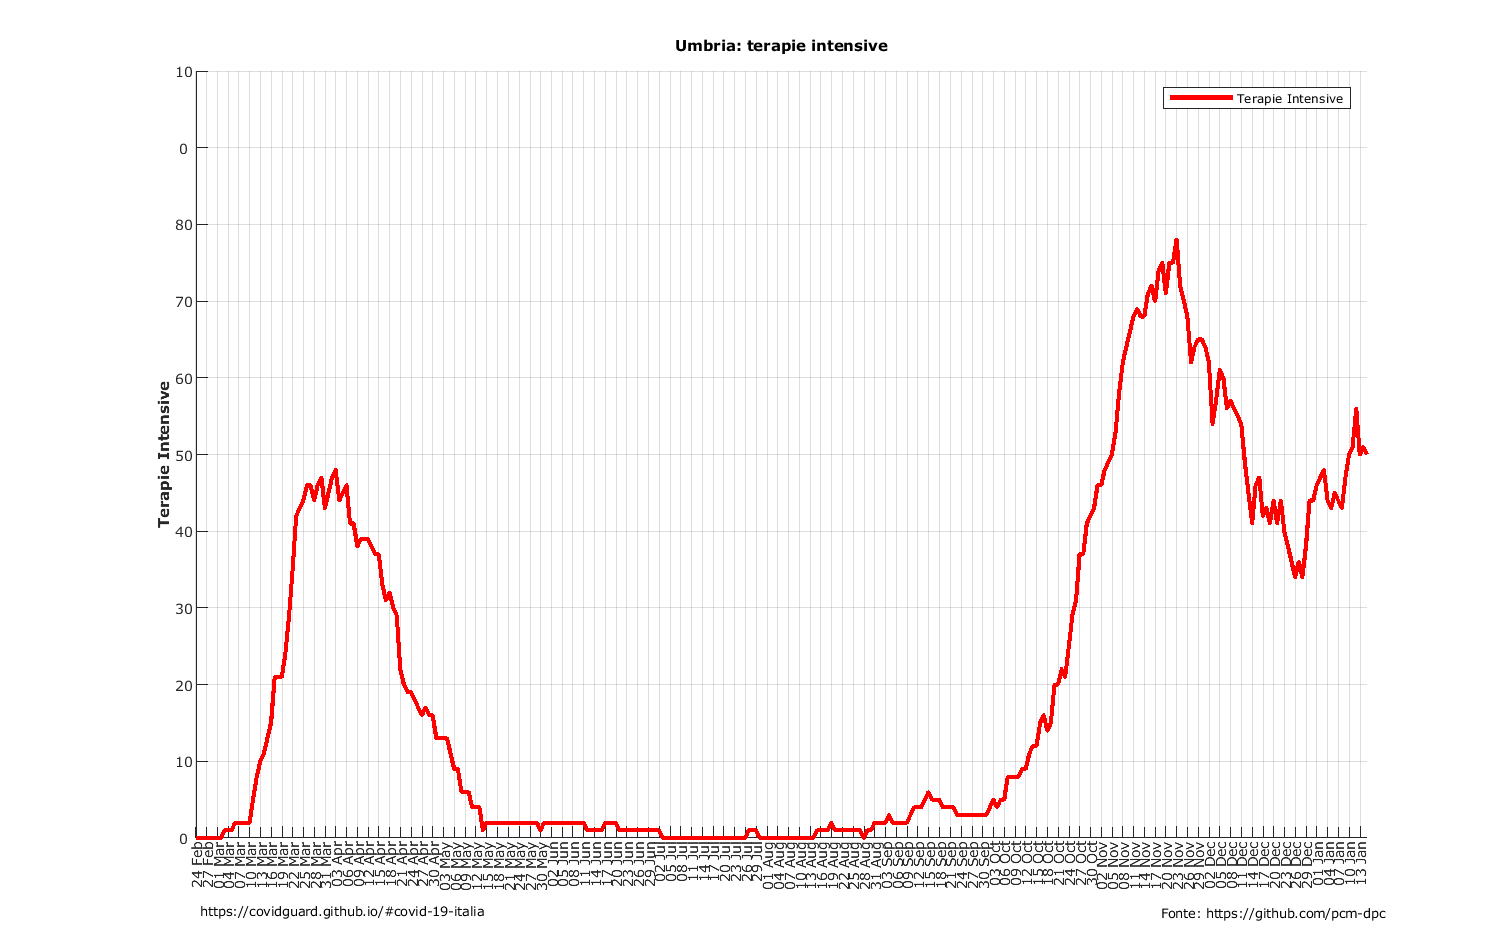 Umbria: terapie intensive
Terapie Intensive
10
0
80
70
60
50
40
30
20
10
0
Terapie Intensive
24 Feb
27 Feb
01 Mar
04 Mar
07 Mar
10 Mar
13 Mar
16 Mar
19 Mar
22 Mar
25 Mar
28 Mar
31 Mar
03 Apr
06 Apr
09 Apr
12 Apr
15 Apr
18 Apr
21 Apr
24 Apr
27 Apr
30 Apr
03 May
06 May
09 May
12 May
15 May
18 May
21 May
24 May
27 May
30 May
02 Jun
05 Jun
08 Jun
11 Jun
14 Jun
17 Jun
20 Jun
23 Jun
26 Jun
29 Jun
02 Jul
05 Jul
08 Jul
11 Jul
14 Jul
17 Jul
20 Jul
23 Jul
26 Jul
29 Jul
01 Aug
04 Aug
07 Aug
10 Aug
13 Aug
16 Aug
19 Aug
22 Aug
25 Aug
28 Aug
31 Aug
03 Sep
06 Sep
09 Sep
12 Sep
15 Sep
18 Sep
21 Sep
24 Sep
27 Sep
30 Sep
03 Oct
06 Oct
09 Oct
12 Oct
15 Oct
18 Oct
21 Oct
24 Oct
27 Oct
30 Oct
02 Nov
05 Nov
08 Nov
11 Nov
14 Nov
17 Nov
20 Nov
23 Nov
26 Nov
29 Nov
02 Dec
05 Dec
08 Dec
11 Dec
14 Dec
17 Dec
20 Dec
23 Dec
26 Dec
29 Dec
01 Jan
04 Jan
07 Jan
10 Jan
13 Jan
https://covidguard.github.io/#covid-19-italia
Fonte: https://github.com/pcm-dpc